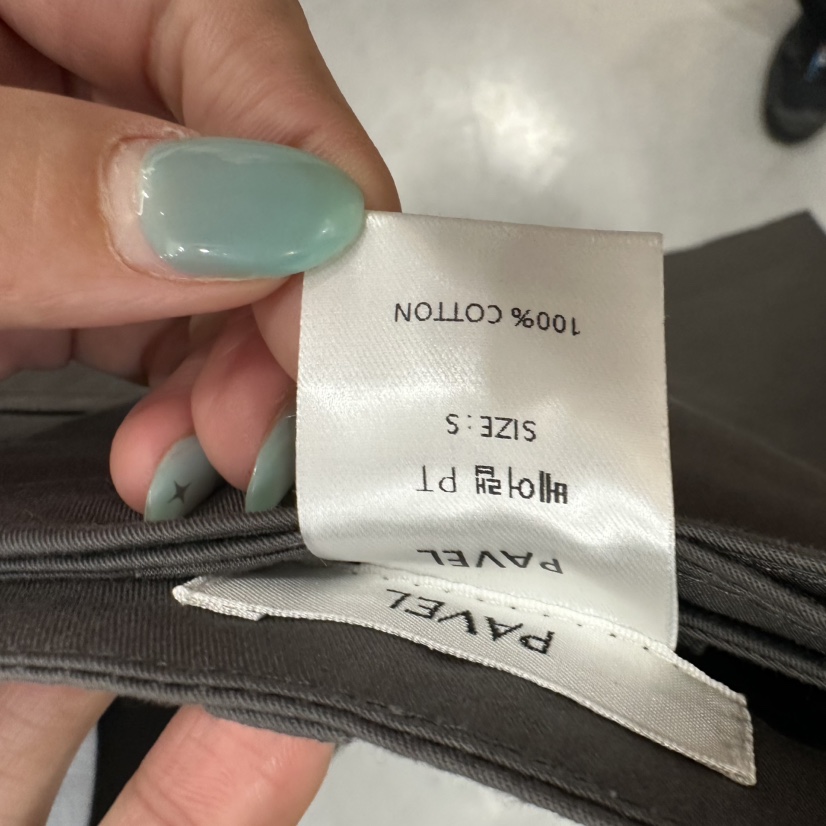 PAVEL
PAVEL
PT
SIZE : S
100% COTTON